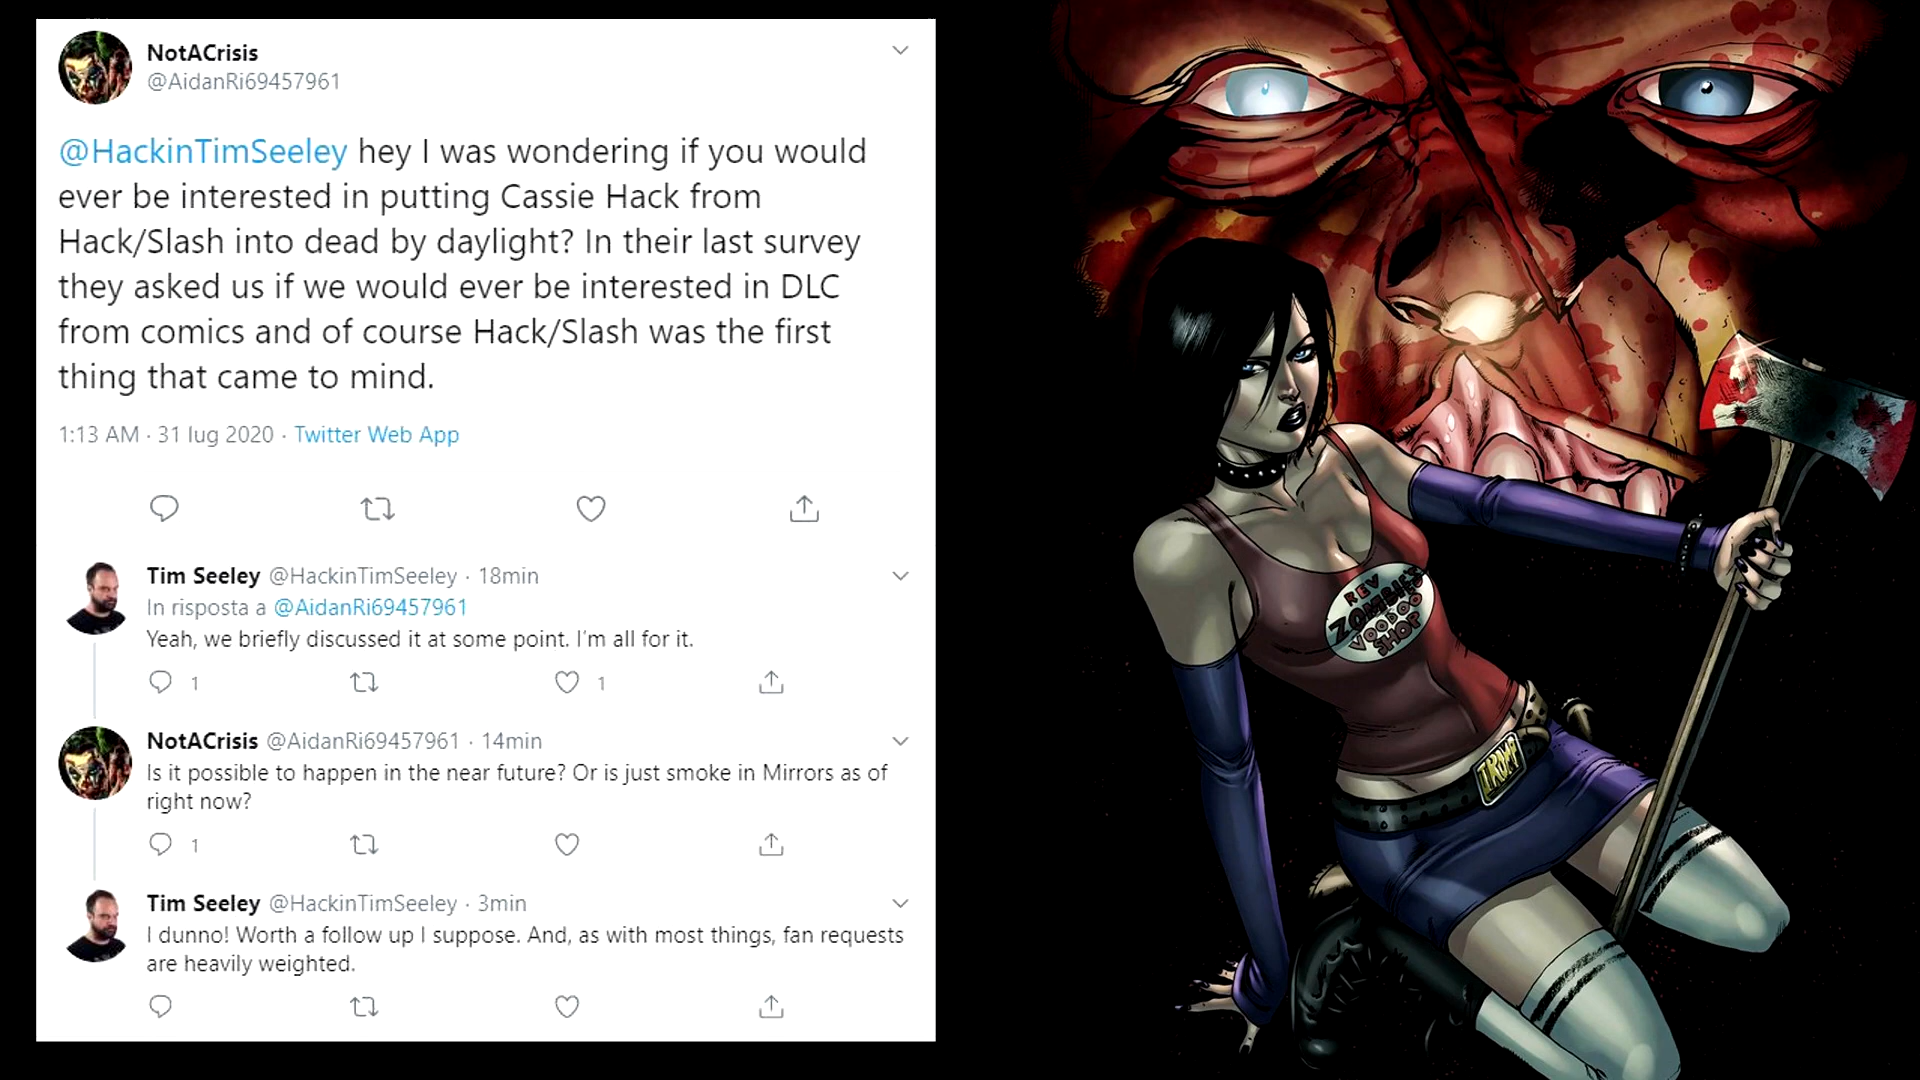 NotACrisis
@AidanRi69457961
@HackinTimSeeley hey I was wondering if you would
ever be interested in putting Cassie Hack from
Hack/Slash into dead by daylight? In their last survey
they asked us if we would ever be interested in DLC
from comics and of course Hack/Slash was the first
thing that came to mind.
1:13 AM · 31 lug 2020 · Twitter Web App
Tim Seeley @HackinTimSeeley · 18min
In risposta a @AidanRi69457961
Yeah, we briefly discussed it at some point. I'm all for it.
1 1
NotACrisis @AidanRi69457961 · 14min
Is it possible to happen in the near future? Or is just smoke in Mirrors as of
right now?
1
Tim Seeley @HackinTimSeeley · 3min
I dunno! Worth a follow up I suppose. And, as with most things, fan requests
are heavily weighted.
REV
ZOMBIE'S
VOODOO
SHOP